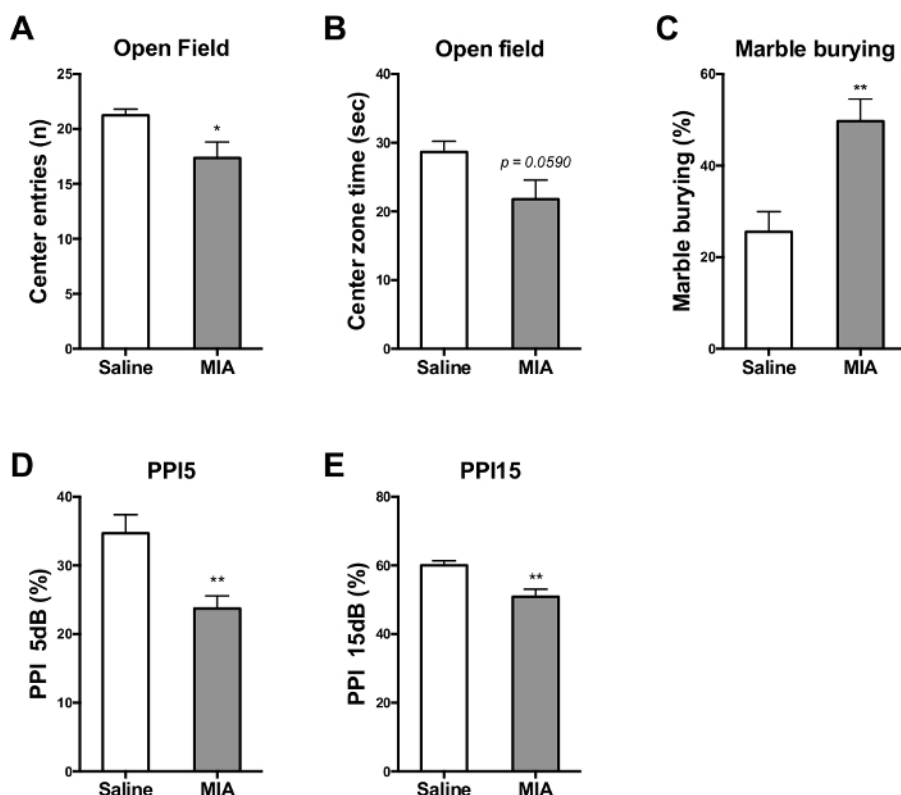 A
Open Field
Center entries (n)
25
20
15
10
5
0
*
Saline
MIA
B
Open field
Center zone time (sec)
40
30
20
10
0
p = 0.0590
Saline
MIA
C
Marble burying
Marble burying (%)
60
40
20
0
**
Saline
MIA
D
PPI5
PPI 5dB (%)
40
30
20
10
0
**
Saline
MIA
E
PPI15
PPI 15dB (%)
80
60
40
20
0
**
Saline
MIA